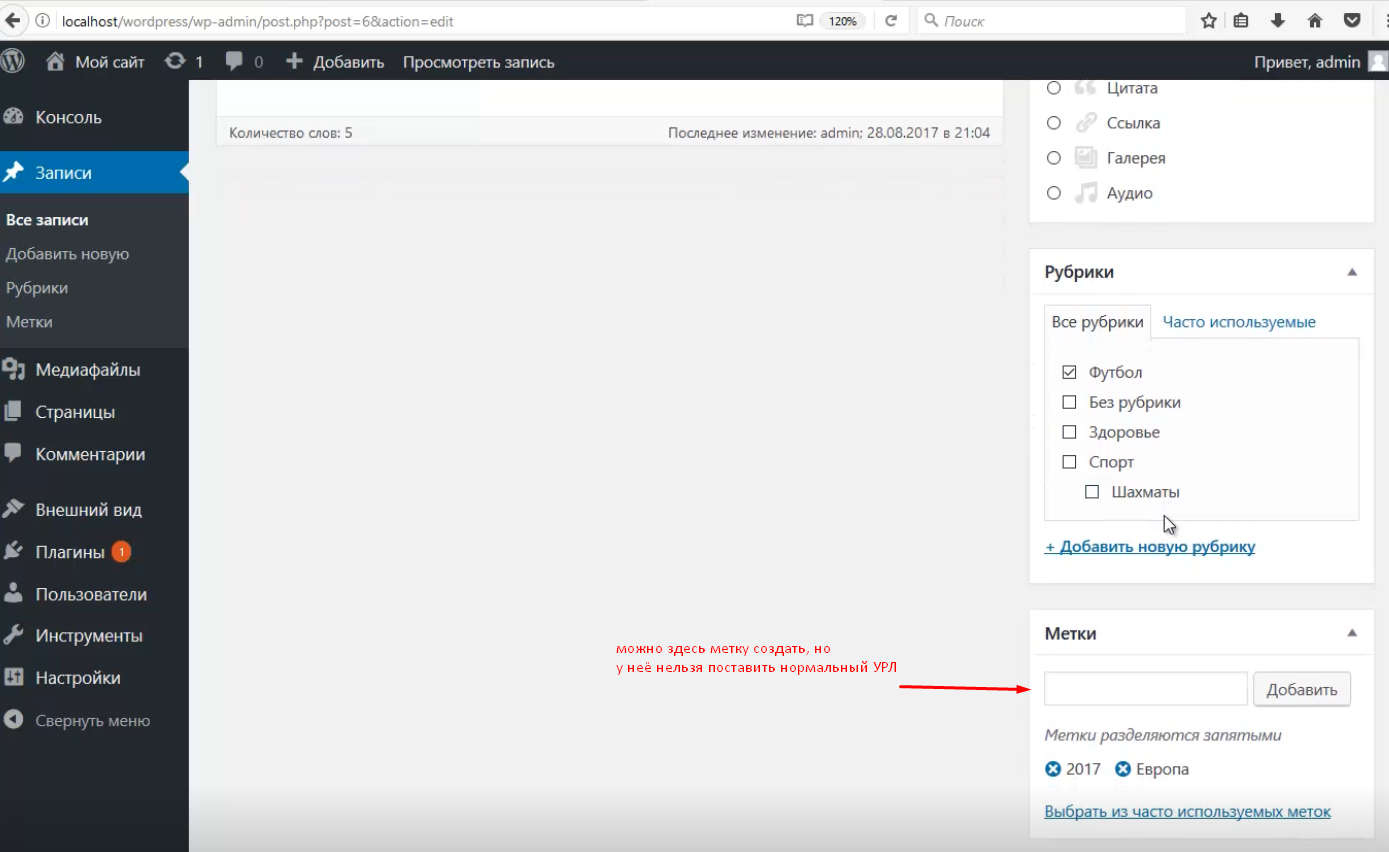 localhost/wordpress/wp-admin/post.php?post=6&action=edit
120%
Поиск
Мой сайт
1
0
Добавить
Просмотреть запись
Привет, admin
Консоль
Записи
Все записи
Добавить новую
Рубрики
Метки
Медиафайлы
Страницы
Комментарии
Внешний вид
Плагины 1
Пользователи
Инструменты
Настройки
Свернуть меню
Количество слов: 5
Последнее изменение: admin; 28.08.2017 в 21:04
можно здесь метку создать, но
у неё нельзя поставить нормальный УРЛ
Цитата
Ссылка
Галерея
Аудио
Рубрики
Все рубрики
Часто используемые
Футбол
Без рубрики
Здоровье
Спорт
Шахматы
+ Добавить новую рубрику
Метки
Добавить
Метки разделяются запятыми
2017
Европа
Выбрать из часто используемых меток